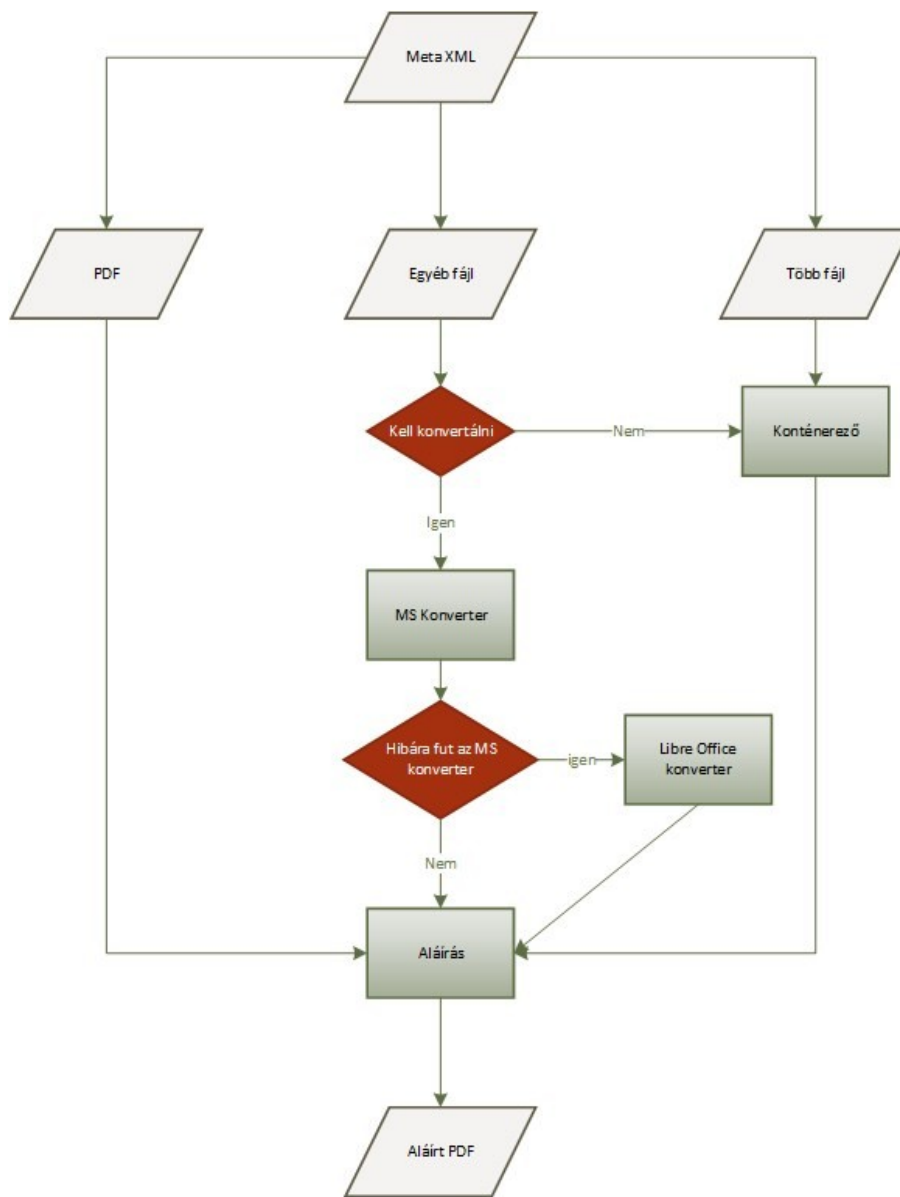 Meta XML
PDF
Egyéb fájl
Több fájl
Kell konvertálni
Nem
Konténerező
Igen
MS Konverter
Hibára fut az MS
konverter
igen
Libre Office
konverter
Nem
Aláírás
Aláírt PDF